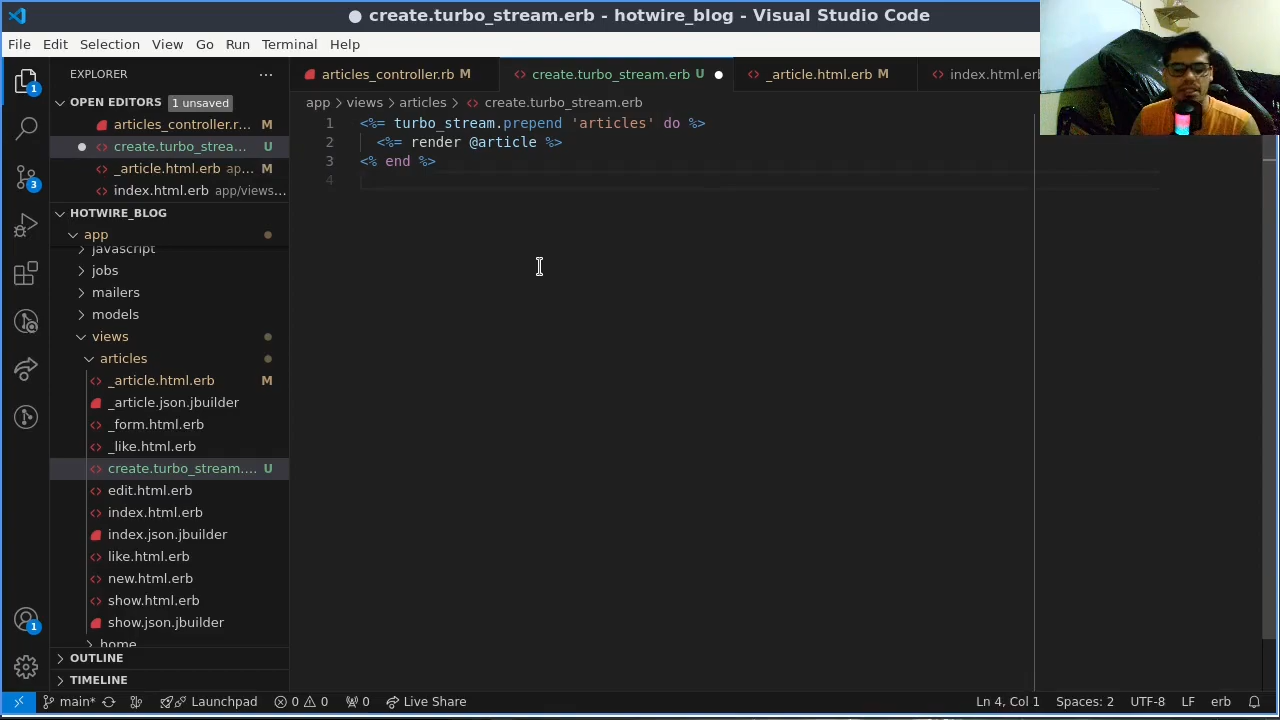 ● create.turbo_stream.erb - hotwire_blog - Visual Studio Code
File Edit Selection View Go Run Terminal Help
EXPLORER ···
OPEN EDITORS 1 unsaved
articles_controller.r... M
create.turbo_strea... U
_article.html.erb ap... M
index.html.erb app/views...
HOTWIRE_BLOG
app
javascript
jobs
mailers
models
views
articles
_article.html.erb M
_article.json.jbuilder
_form.html.erb
_like.html.erb
create.turbo_stream.... U
edit.html.erb
index.html.erb
index.json.jbuilder
like.html.erb
new.html.erb
show.html.erb
show.json.jbuilder
home
OUTLINE
TIMELINE
1
3
1
articles_controller.rb M create.turbo_stream.erb U ● _article.html.erb M index.html.erb
app > views > articles > create.turbo_stream.erb
1 <%= turbo_stream.prepend 'articles' do %>
2 <%= render @article %>
3 <% end %>
4
main* Launchpad 0 0 0 Live Share Ln 4, Col 1 Spaces: 2 UTF-8 LF erb